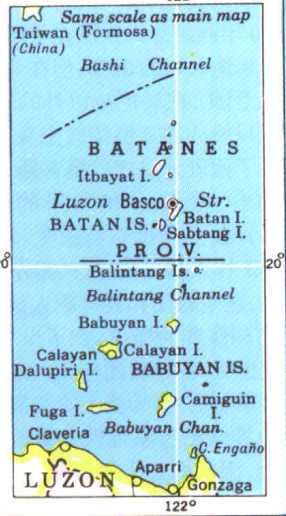 Same scale as main map
Taiwan (Formosa)
(China)
Bashi Channel
BATANES
Itbayat I.
Luzon Basco Str.
BATAN IS. Batan I.
Sabtang I.
PROV.
20°
Balintang Is.
Balintang Channel
Babuyan I.
Calayan Calayan I.
Dalupiri I. BABUYAN IS.
Camiguin
I.
Fuga I.
Babuyan Chan.
Claveria
C. Engaño
Aparri
LUZON
Gonzaga
122°